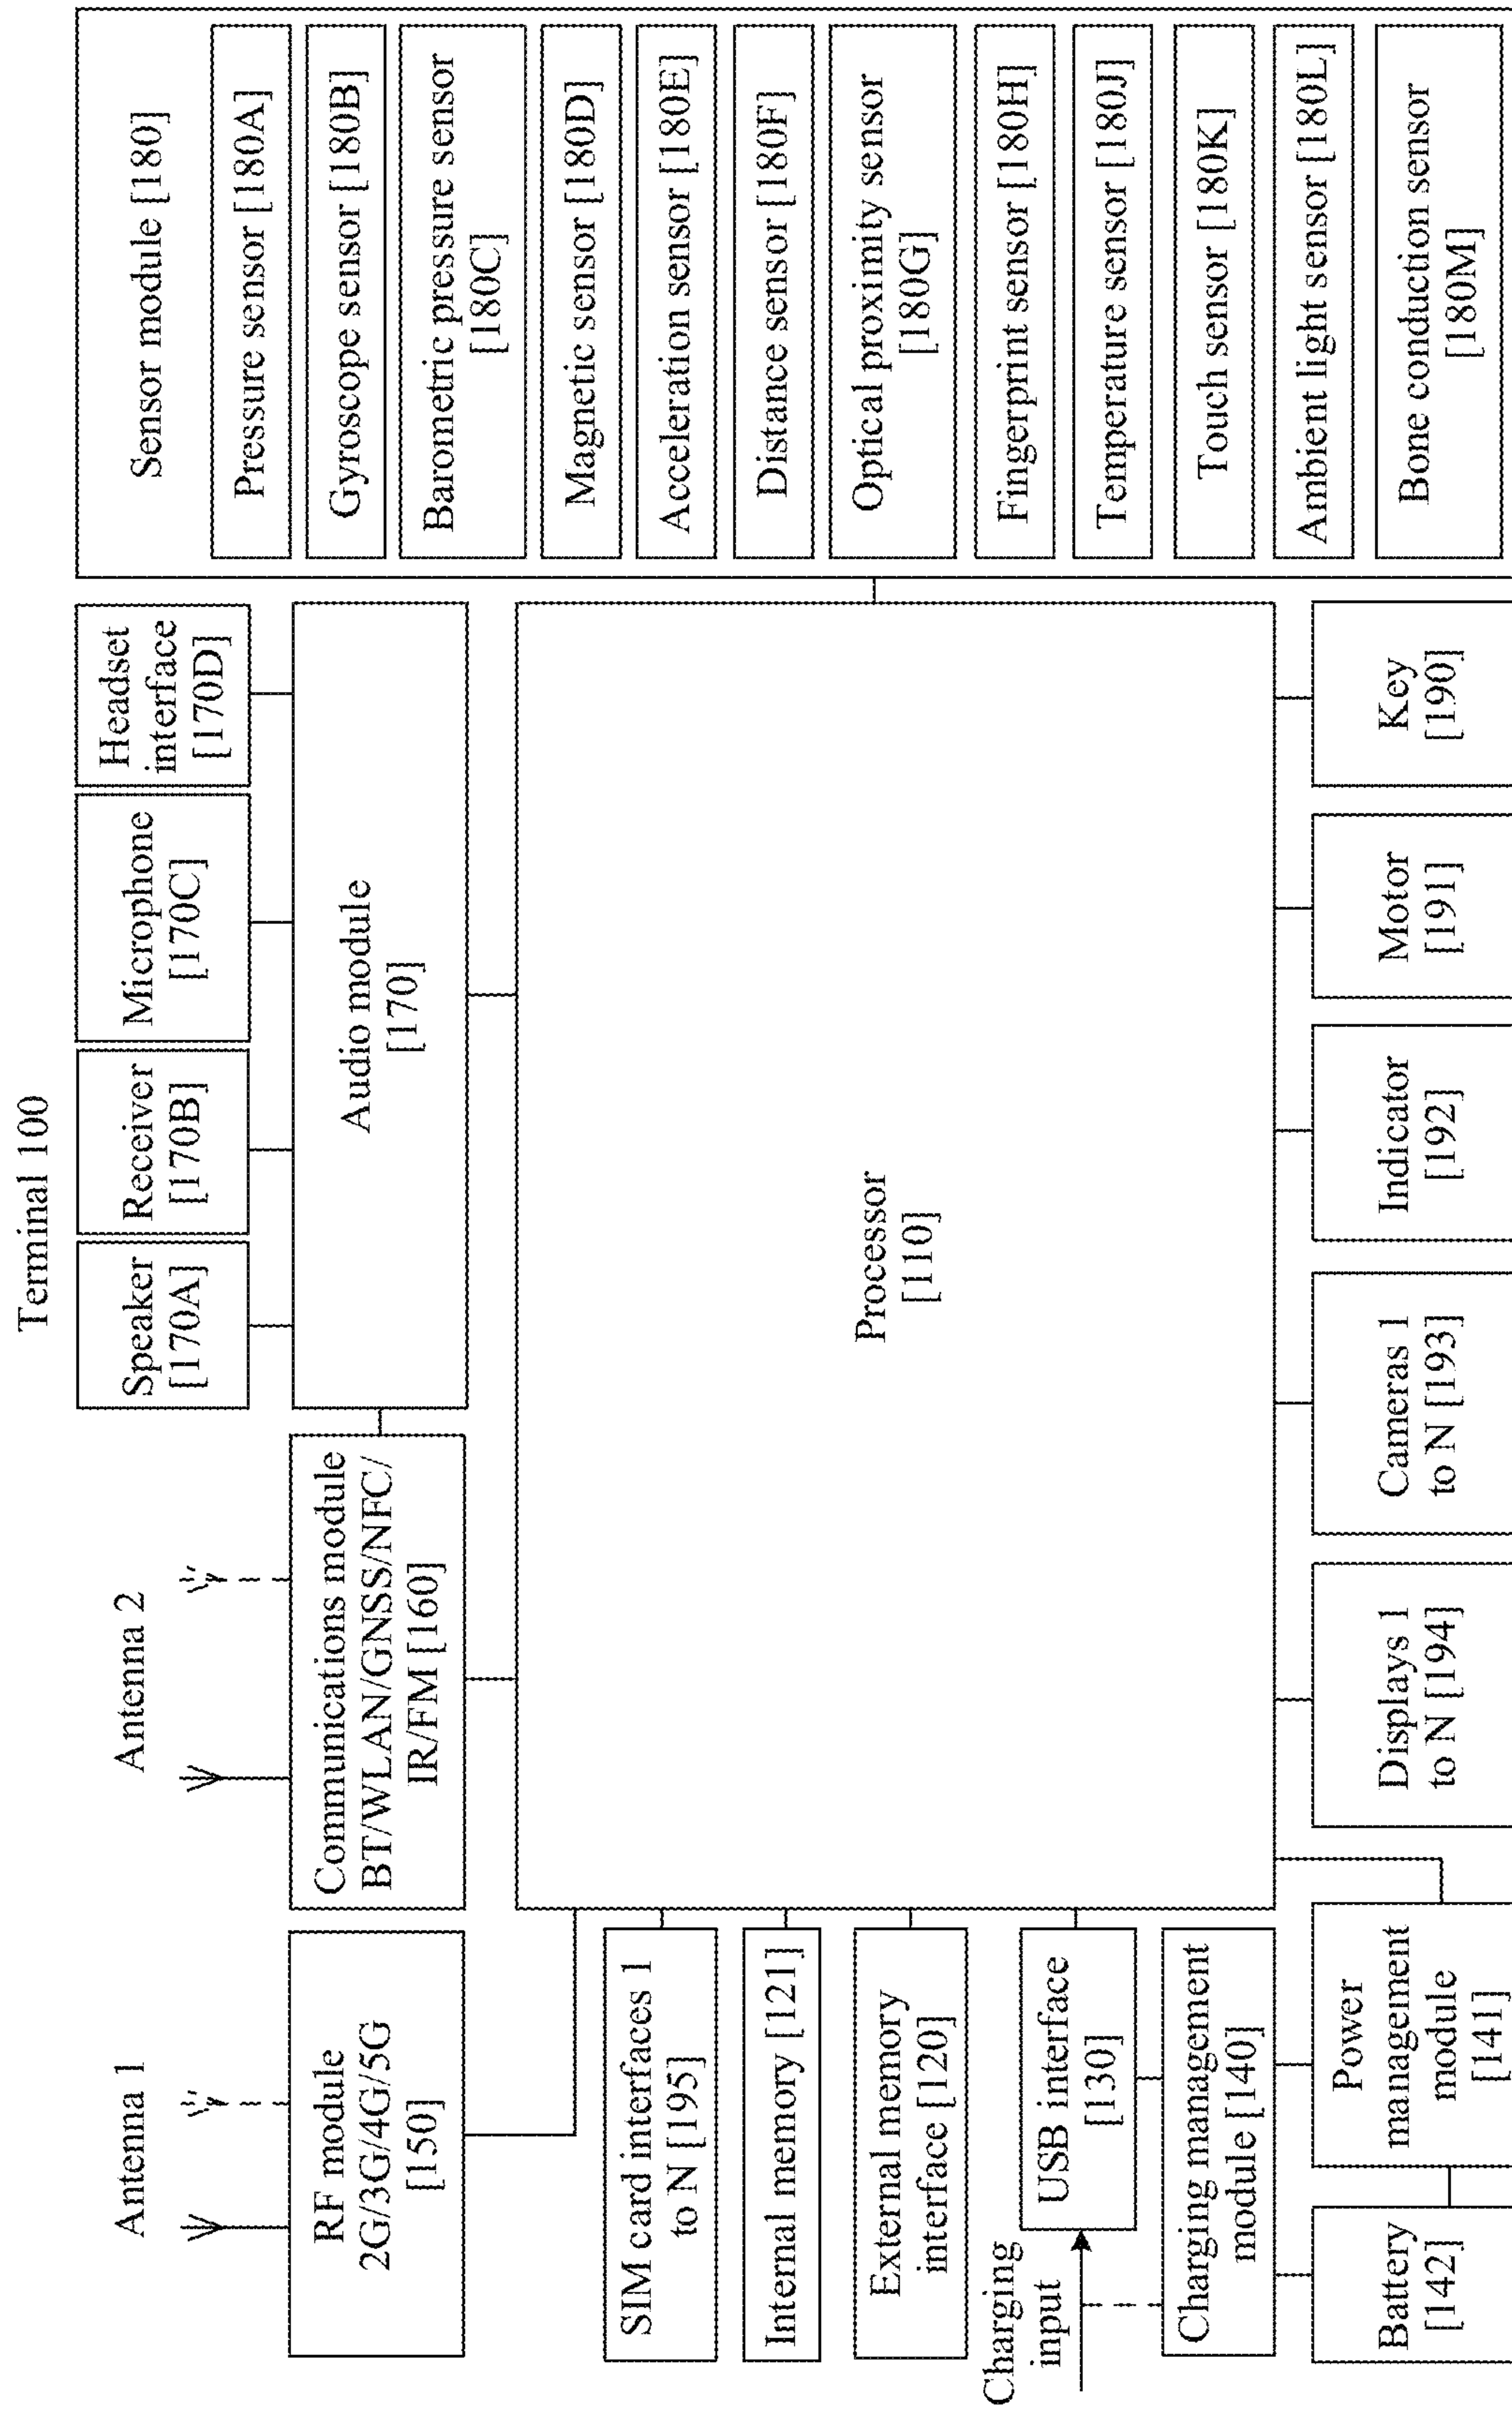 Terminal 100
Antenna 1
Antenna 2
RF module
2G/3G/4G/5G
[150]
Communications module
BT/WLAN/GNSS/NFC/
IR/FM [160]
Speaker
[170A]
Receiver
[170B]
Microphone
[170C]
Headset
interface
[170D]
Audio module
[170]
SIM card interfaces 1
to N [195]
Internal memory [121]
External memory
interface [120]
Charging
input
USB interface
[130]
Charging management
module [140]
Battery
[142]
Power
management
module
[141]
Processor
[110]
Displays 1
to N [194]
Cameras 1
to N [193]
Indicator
[192]
Motor
[191]
Key
[190]
Sensor module [180]
Pressure sensor [180A]
Gyroscope sensor [180B]
Barometric pressure sensor
[180C]
Magnetic sensor [180D]
Acceleration sensor [180E]
Distance sensor [180F]
Optical proximity sensor
[180G]
Fingerprint sensor [180H]
Temperature sensor [180J]
Touch sensor [180K]
Ambient light sensor [180L]
Bone conduction sensor
[180M]